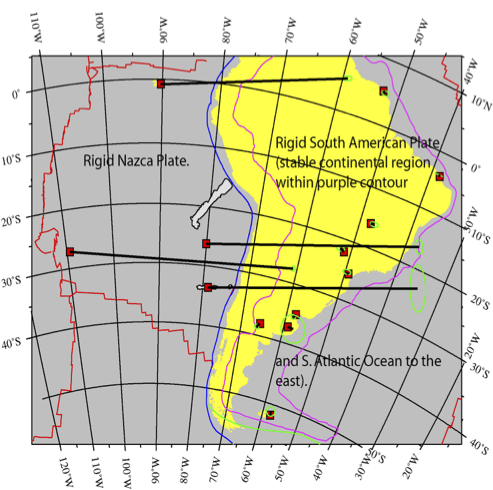 110°W 90°W 80°W 70°W 60°W 50°W
40°W
0°
10°N
10°S
Rigid Nazca Plate.
Rigid South American Plate
(stable continental region
within purple contour
0°
20°S
10°S
30°S
20°S
40°S
and S. Atlantic Ocean to the
east).
20°W
30°S
40°S
120°W 110°W 100°W 90°W 80°W 70°W 60°W 50°W 40°W 30°W 20°W